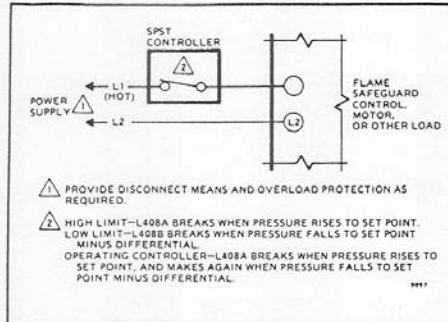 SPST
CONTROLLER
2
L1
(HOT)
POWER
SUPPLY 1
L2
L2
FLAME
SAFEGUARD
CONTROL,
MOTOR,
OR OTHER LOAD
1 PROVIDE DISCONNECT MEANS AND OVERLOAD PROTECTION AS
REQUIRED.
2 HIGH LIMIT—L408A BREAKS WHEN PRESSURE RISES TO SET POINT.
LOW LIMIT—L408B BREAKS WHEN PRESSURE FALLS TO SET POINT
MINUS DIFFERENTIAL.
OPERATING CONTROLLER—L408A BREAKS WHEN PRESSURE RISES TO
SET POINT, AND MAKES AGAIN WHEN PRESSURE FALLS TO SET
POINT MINUS DIFFERENTIAL.